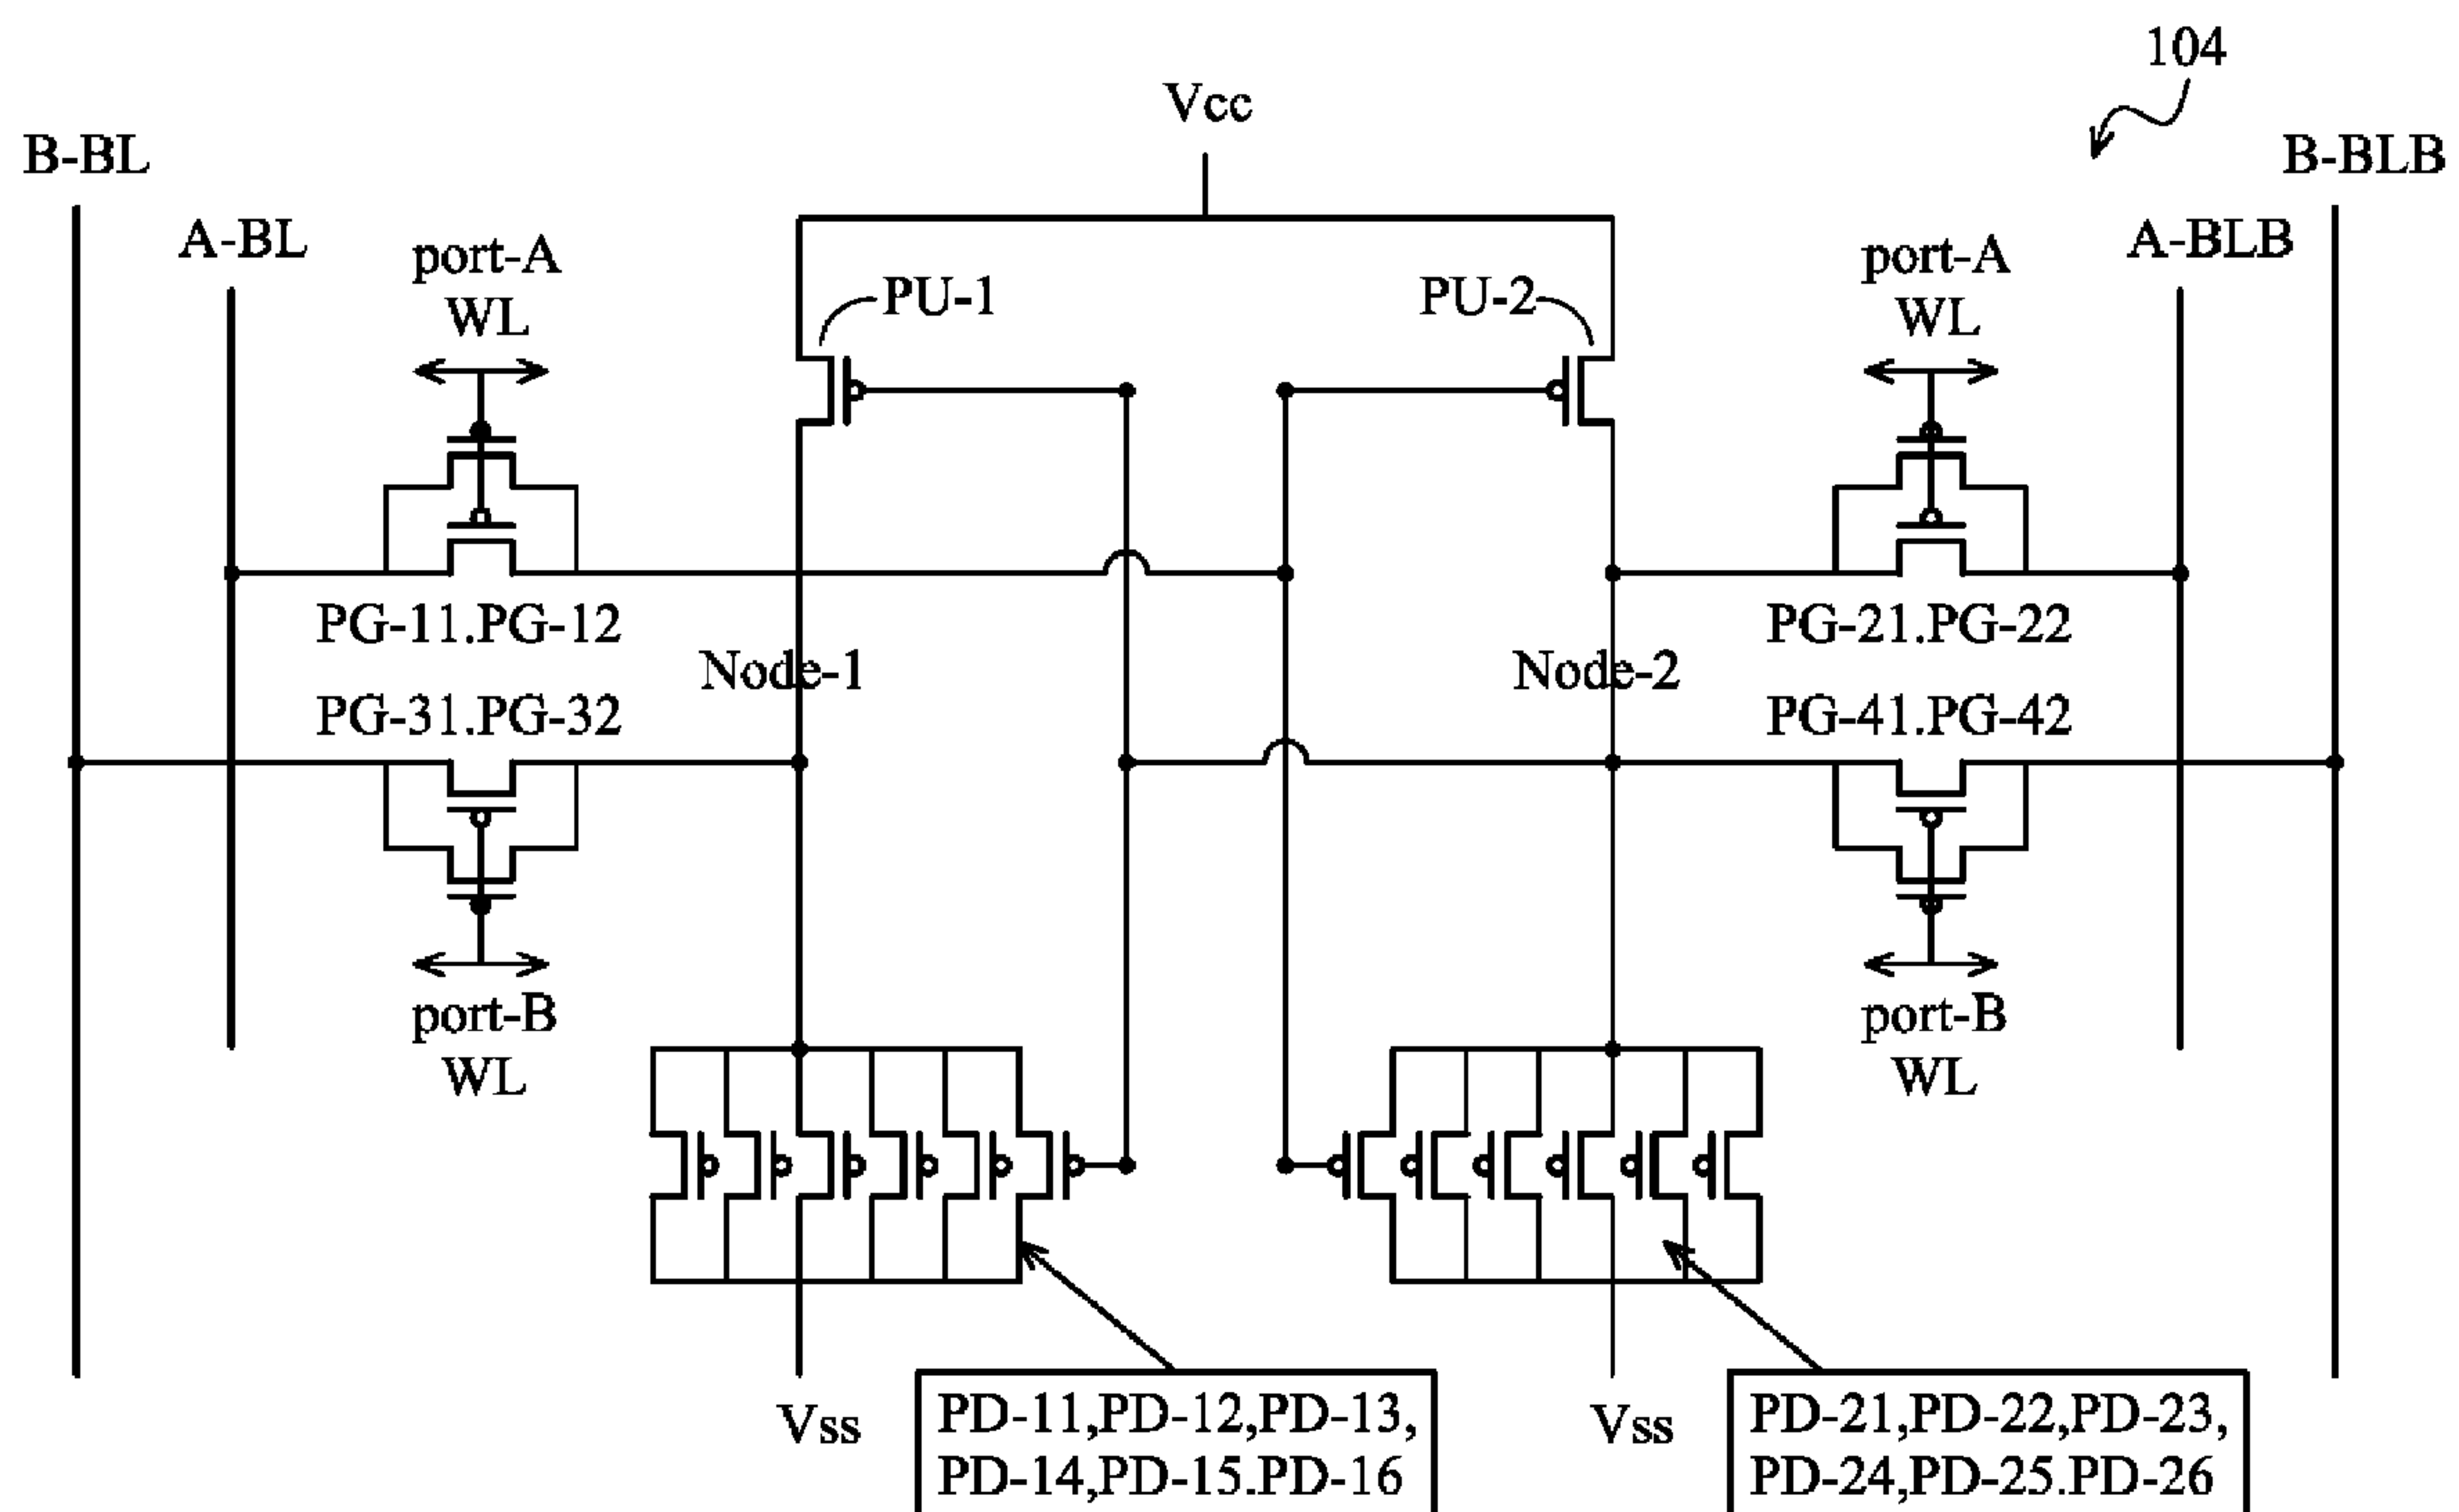 104
Vcc
B-BL
B-BLB
A-BL
A-BLB
port-A
WL
port-A
WL
PU-1
PU-2
PG-11.PG-12
PG-21.PG-22
Node-1
Node-2
PG-31.PG-32
PG-41.PG-42
port-B
WL
port-B
WL
Vss
Vss
PD-11,PD-12,PD-13,
PD-14,PD-15.PD-16
PD-21,PD-22,PD-23,
PD-24,PD-25.PD-26